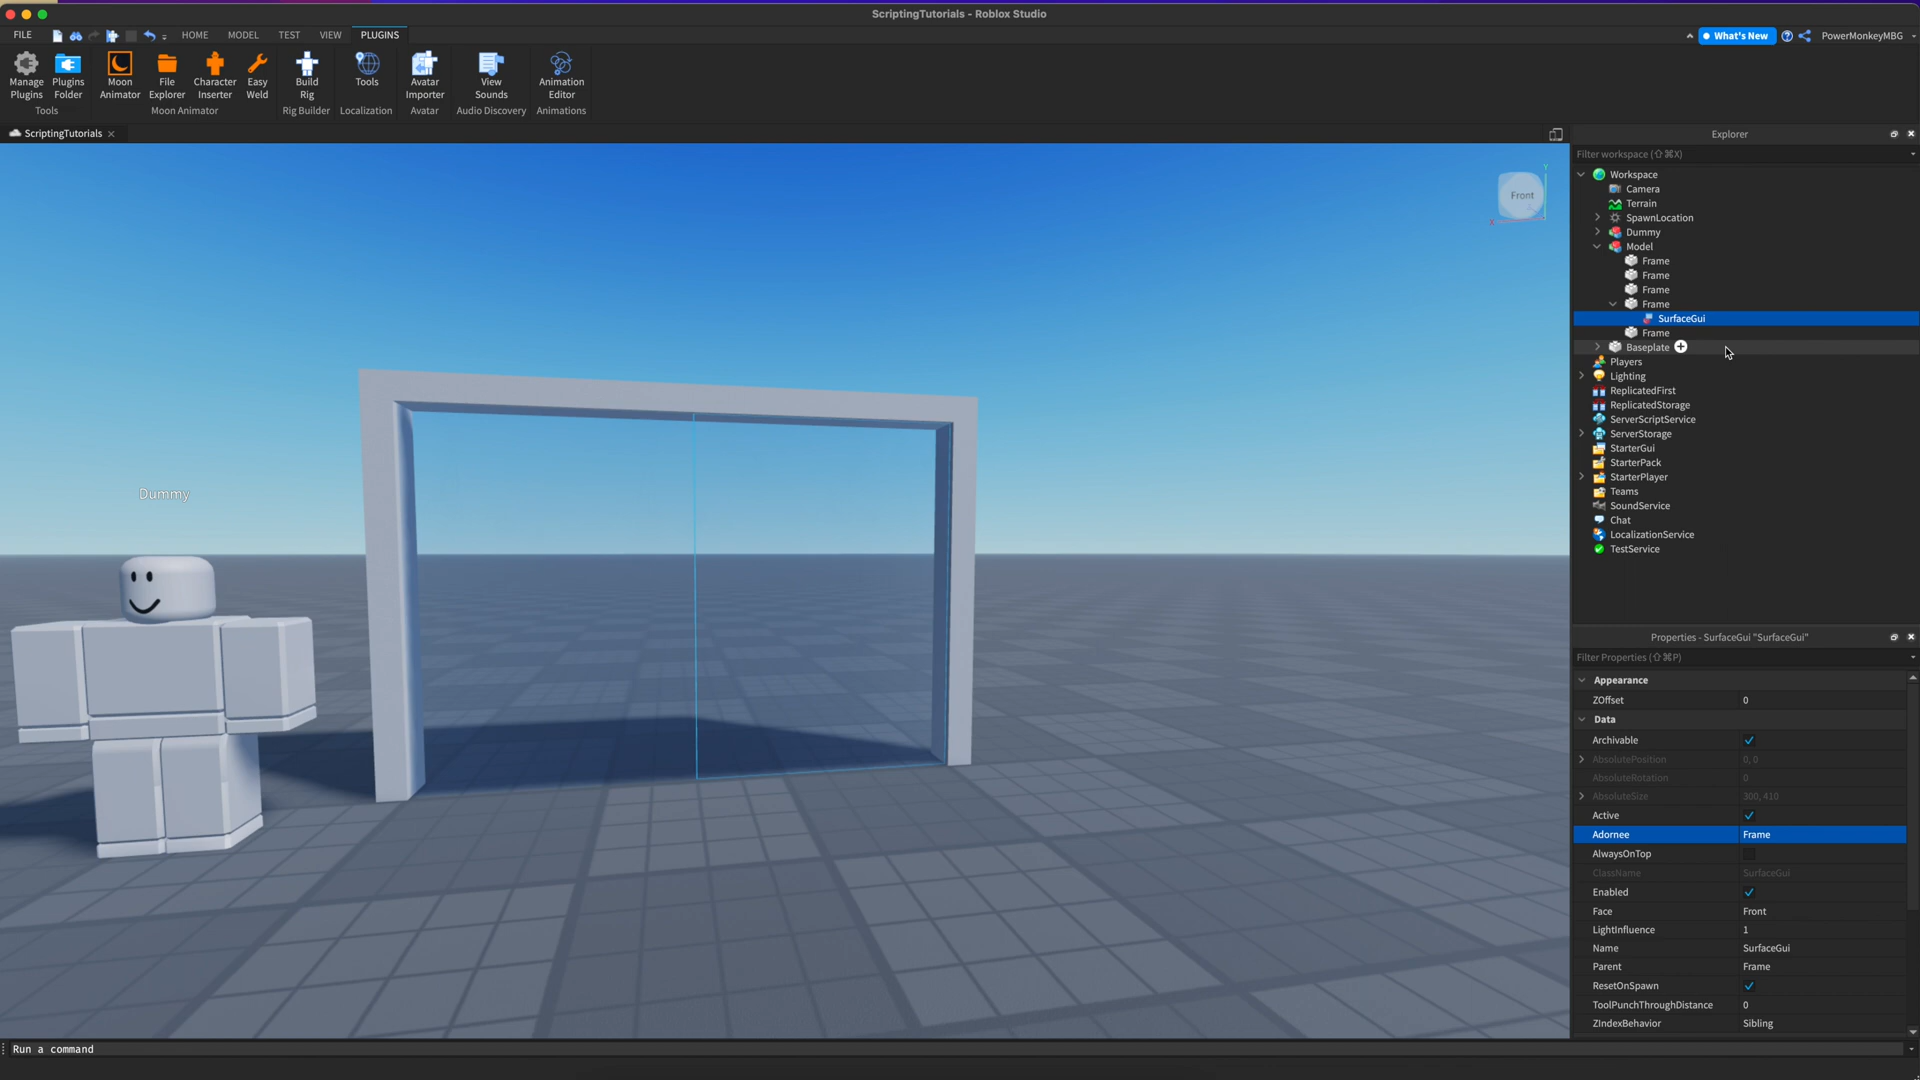 ScriptingTutorials - Roblox Studio
FILE HOME MODEL TEST VIEW PLUGINS
What's New PowerMonkeyMBG
Manage Plugins
Plugins Folder
Moon Animator
File Explorer
Character Inserter
Easy Weld
Build Rig
Tools
Avatar Importer
View Sounds
Animation Editor
Tools Moon Animator Rig Builder Localization Avatar Audio Discovery Animations
ScriptingTutorials
Front
Y
X
Dummy
Explorer
Filter workspace (⇧⌘X)
Workspace
Camera
Terrain
SpawnLocation
Dummy
Model
Frame
Frame
Frame
Frame
SurfaceGui
Frame
Baseplate
Players
Lighting
ReplicatedFirst
ReplicatedStorage
ServerScriptService
ServerStorage
StarterGui
StarterPack
StarterPlayer
Teams
SoundService
Chat
LocalizationService
TestService
Properties - SurfaceGui "SurfaceGui"
Filter Properties (⇧⌘P)
Appearance
ZOffset 0
Data
Archivable
AbsolutePosition 0, 0
AbsoluteRotation 0
AbsoluteSize 300, 410
Active
Adornee Frame
AlwaysOnTop
ClassName SurfaceGui
Enabled
Face Front
LightInfluence 1
Name SurfaceGui
Parent Frame
ResetOnSpawn
ToolPunchThroughDistance 0
ZIndexBehavior Sibling
Run a command